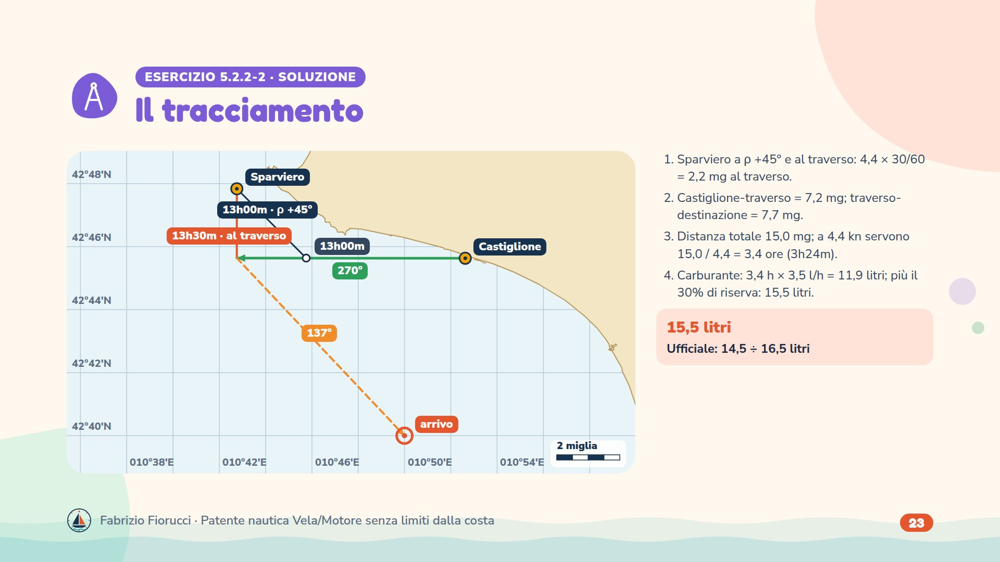 ESERCIZIO 5.2.2-2 · SOLUZIONE
Il tracciamento
42°48'N
42°46'N
42°44'N
42°42'N
42°40'N
Sparviero
13h00m · ρ +45°
13h30m · al traverso
13h00m
Castiglione
270°
137°
arrivo
2 miglia
010°38'E
010°42'E
010°46'E
010°50'E
010°54'E
1. Sparviero a ρ +45° e al traverso: 4,4 × 30/60
= 2,2 mg al traverso.
2. Castiglione-traverso = 7,2 mg; traverso-
destinazione = 7,7 mg.
3. Distanza totale 15,0 mg; a 4,4 kn servono
15,0 / 4,4 = 3,4 ore (3h24m).
4. Carburante: 3,4 h × 3,5 l/h = 11,9 litri; più il
30% di riserva: 15,5 litri.
15,5 litri
Ufficiale: 14,5 ÷ 16,5 litri
Fabrizio Fiorucci · Patente nautica Vela/Motore senza limiti dalla costa
23